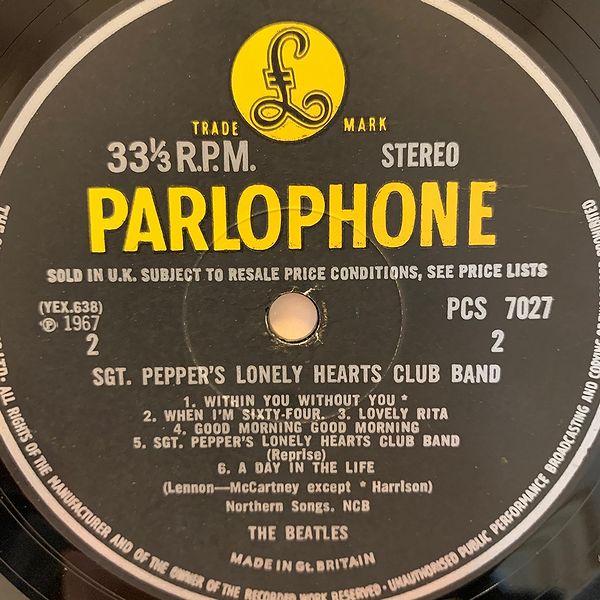 £
TRADE MARK
33⅓ R.P.M. STEREO
PARLOPHONE
SOLD IN U.K. SUBJECT TO RESALE PRICE CONDITIONS, SEE PRICE LISTS
(YEX.638) PCS 7027
℗ 1967
2 2
SGT. PEPPER'S LONELY HEARTS CLUB BAND
1. WITHIN YOU WITHOUT YOU *
2. WHEN I'M SIXTY-FOUR. 3. LOVELY RITA
4. GOOD MORNING GOOD MORNING
5. SGT. PEPPER'S LONELY HEARTS CLUB BAND
(Reprise)
6. A DAY IN THE LIFE
(Lennon—McCartney except * Harrison)
Northern Songs. NCB
THE BEATLES
MADE IN Gt. BRITAIN
LTD. ALL RIGHTS OF THE MANUFACTURER AND OF THE OWNER OF THE RECORDED WORK RESERVED · UNAUTHORISED PUBLIC PERFORMANCE BROADCASTING AND COPYING PROHIBITED